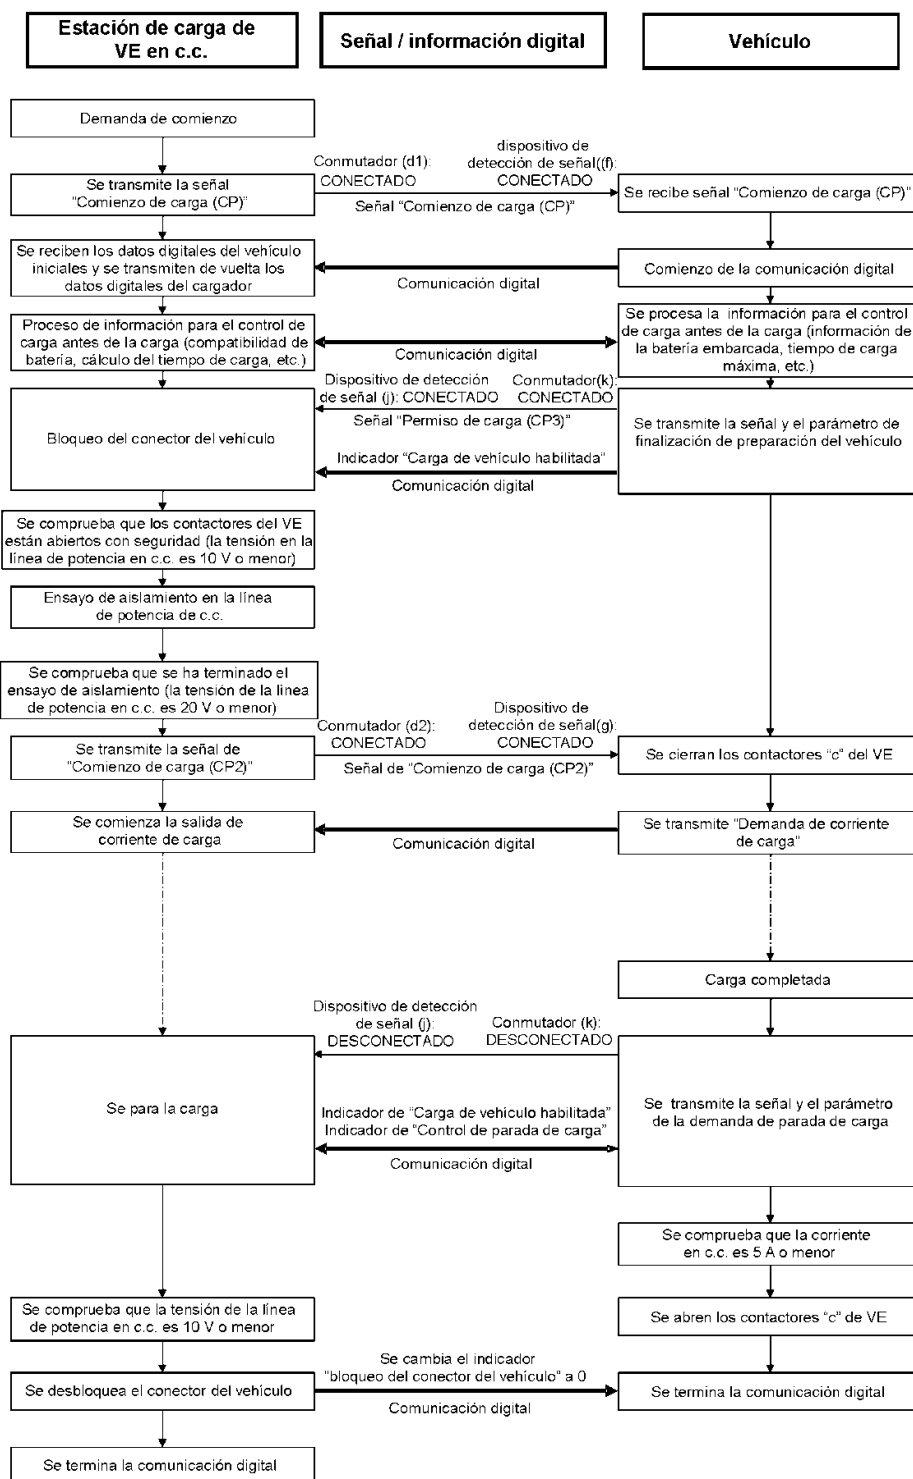 Estación de carga de
VE en c.c.
Señal / información digital
Vehículo
Demanda de comienzo
Conmutador (d1):
CONECTADO
dispositivo de
detección de señal((f):
CONECTADO
Se transmite la señal
"Comienzo de carga (CP)"
Señal "Comienzo de carga (CP)"
Se recibe señal "Comienzo de carga (CP)"
Se reciben los datos digitales del vehículo
iniciales y se transmiten de vuelta los
datos digitales del cargador
Comunicación digital
Comienzo de la comunicación digital
Proceso de información para el control de
carga antes de la carga (compatibilidad de
batería, cálculo del tiempo de carga, etc.)
Comunicación digital
Se procesa la información para el control
de carga antes de la carga (información de
la batería embarcada, tiempo de carga
máxima, etc.)
Dispositivo de detección
de señal (j): CONECTADO
Conmutador(k):
CONECTADO
Señal "Permiso de carga (CP3)"
Bloqueo del conector del vehículo
Indicador "Carga de vehículo habilitada"
Comunicación digital
Se transmite la señal y el parámetro de
finalización de preparación del vehículo
Se comprueba que los contactores del VE
están abiertos con seguridad (la tensión en la
línea de potencia en c.c. es 10 V o menor)
Ensayo de aislamiento en la línea
de potencia de c.c.
Se comprueba que se ha terminado el
ensayo de aislamiento (la tensión de la línea
de potencia en c.c. es 20 V o menor)
Conmutador (d2):
CONECTADO
Dispositivo de
detección de señal(g):
CONECTADO
Se transmite la señal de
"Comienzo de carga (CP2)"
Señal de "Comienzo de carga (CP2)"
Se cierran los contactores "c" del VE
Se comienza la salida de
corriente de carga
Comunicación digital
Se transmite "Demanda de corriente
de carga"
Carga completada
Dispositivo de detección
de señal (j):
DESCONECTADO
Conmutador (k):
DESCONECTADO
Se para la carga
Indicador de "Carga de vehículo habilitada"
Indicador de "Control de parada de carga"
Comunicación digital
Se transmite la señal y el parámetro
de la demanda de parada de carga
Se comprueba que la corriente
en c.c. es 5 A o menor
Se comprueba que la tensión de la línea
de potencia en c.c. es 10 V o menor
Se abren los contactores "c" de VE
Se desbloquea el conector del vehículo
Se cambia el indicador
"bloqueo del conector del vehículo" a 0
Comunicación digital
Se termina la comunicación digital
Se termina la comunicación digital